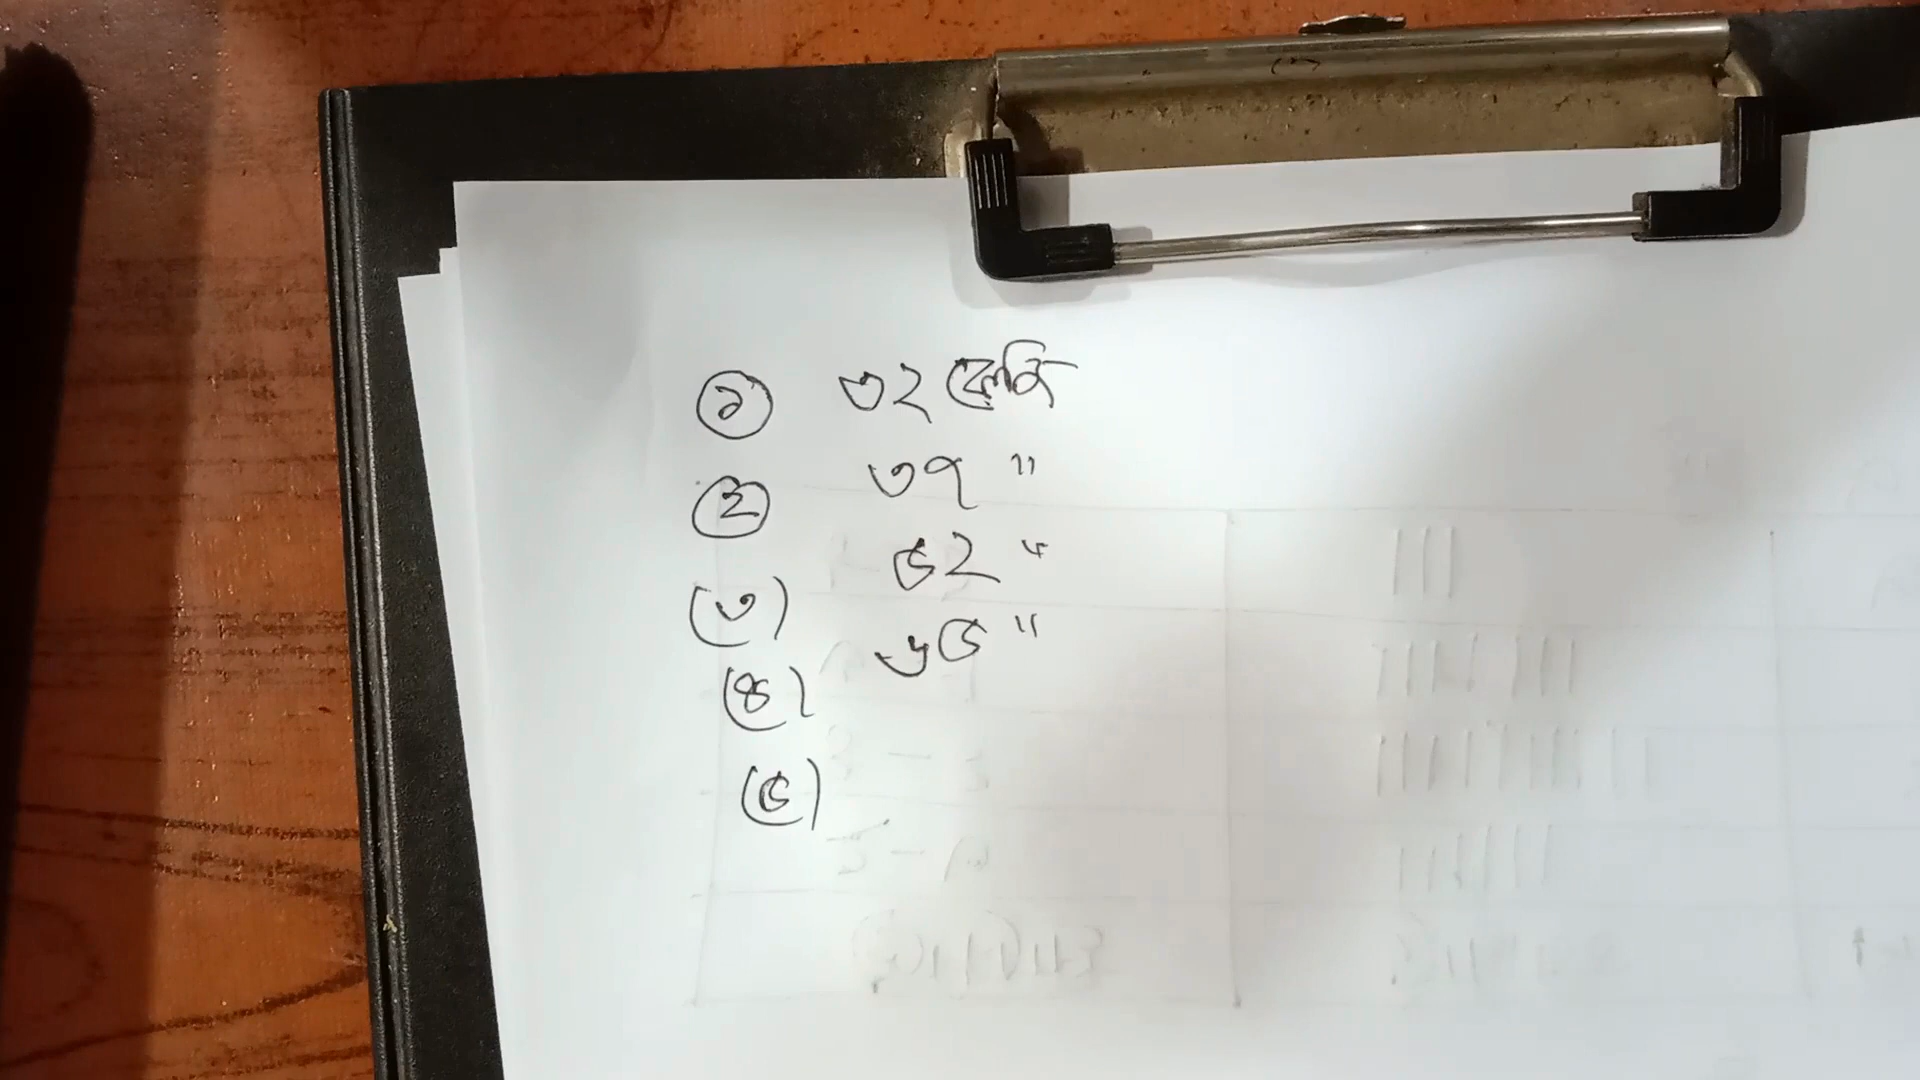 ১ ৩২ কেজি
২ ৩৭ "
(৩) ৫২ "
(৪) ৬৫ "
(৫)